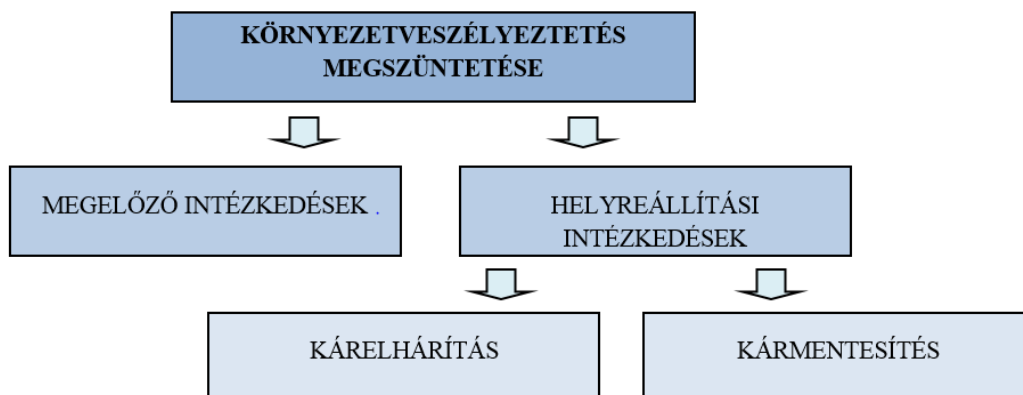 KÖRNYEZETVESZÉLYEZTETÉS
MEGSZÜNTETÉSE
MEGELŐZŐ INTÉZKEDÉSEK .
HELYREÁLLÍTÁSI
INTÉZKEDÉSEK
KÁRELHÁRÍTÁS
KÁRMENTESÍTÉS